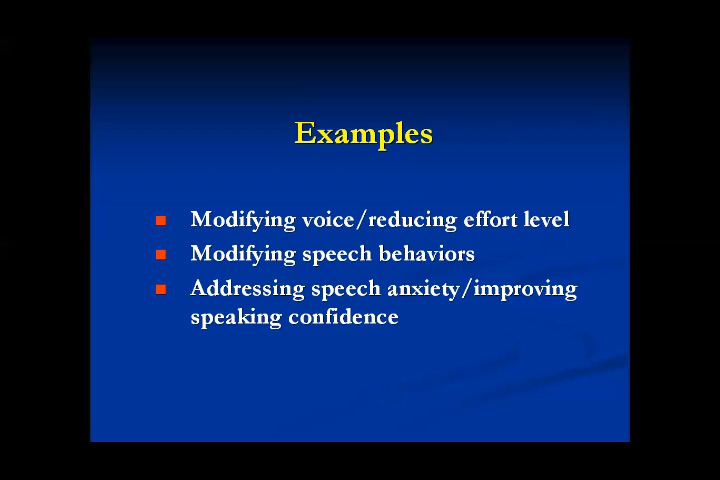 Examples
Modifying voice/reducing effort level
Modifying speech behaviors
Addressing speech anxiety/improving
speaking confidence